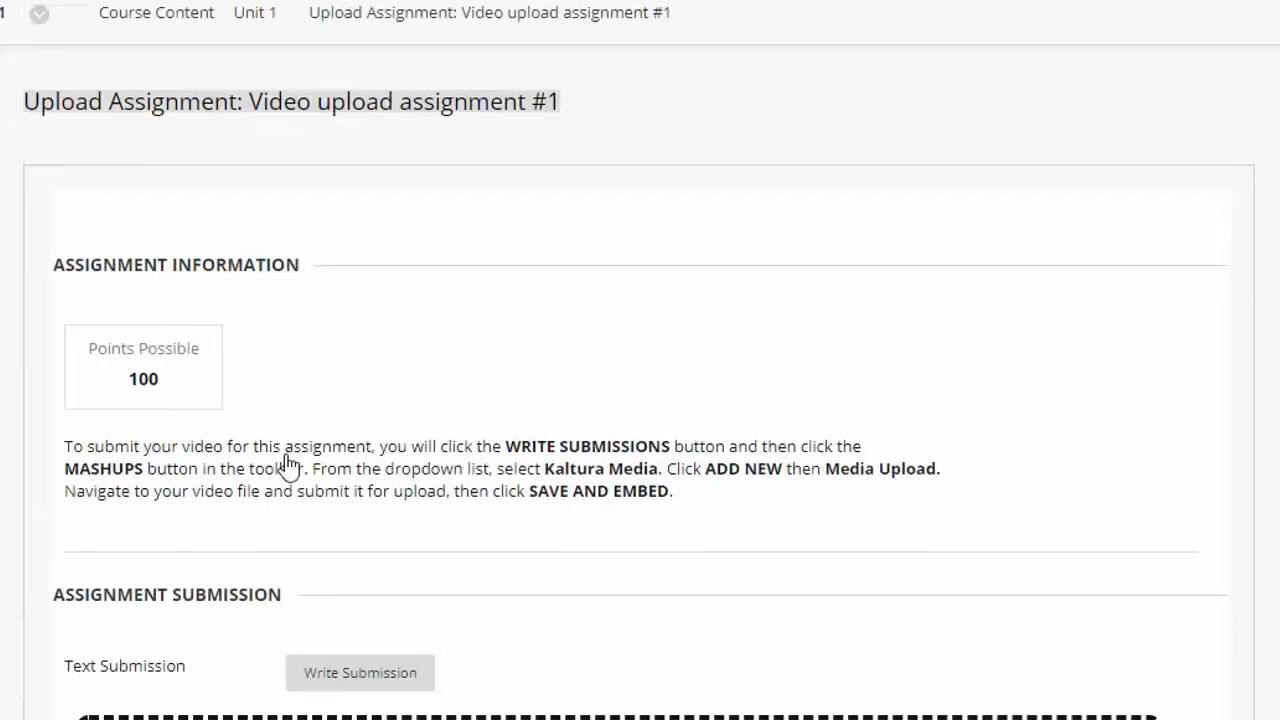 1 Course Content Unit 1 Upload Assignment: Video upload assignment #1
Upload Assignment: Video upload assignment #1
ASSIGNMENT INFORMATION
Points Possible
100
To submit your video for this assignment, you will click the WRITE SUBMISSIONS button and then click the
MASHUPS button in the . From the dropdown list, select Kaltura Media. Click ADD NEW then Media Upload.
Navigate to your video file and submit it for upload, then click SAVE AND EMBED.
ASSIGNMENT SUBMISSION
Text Submission Write Submission